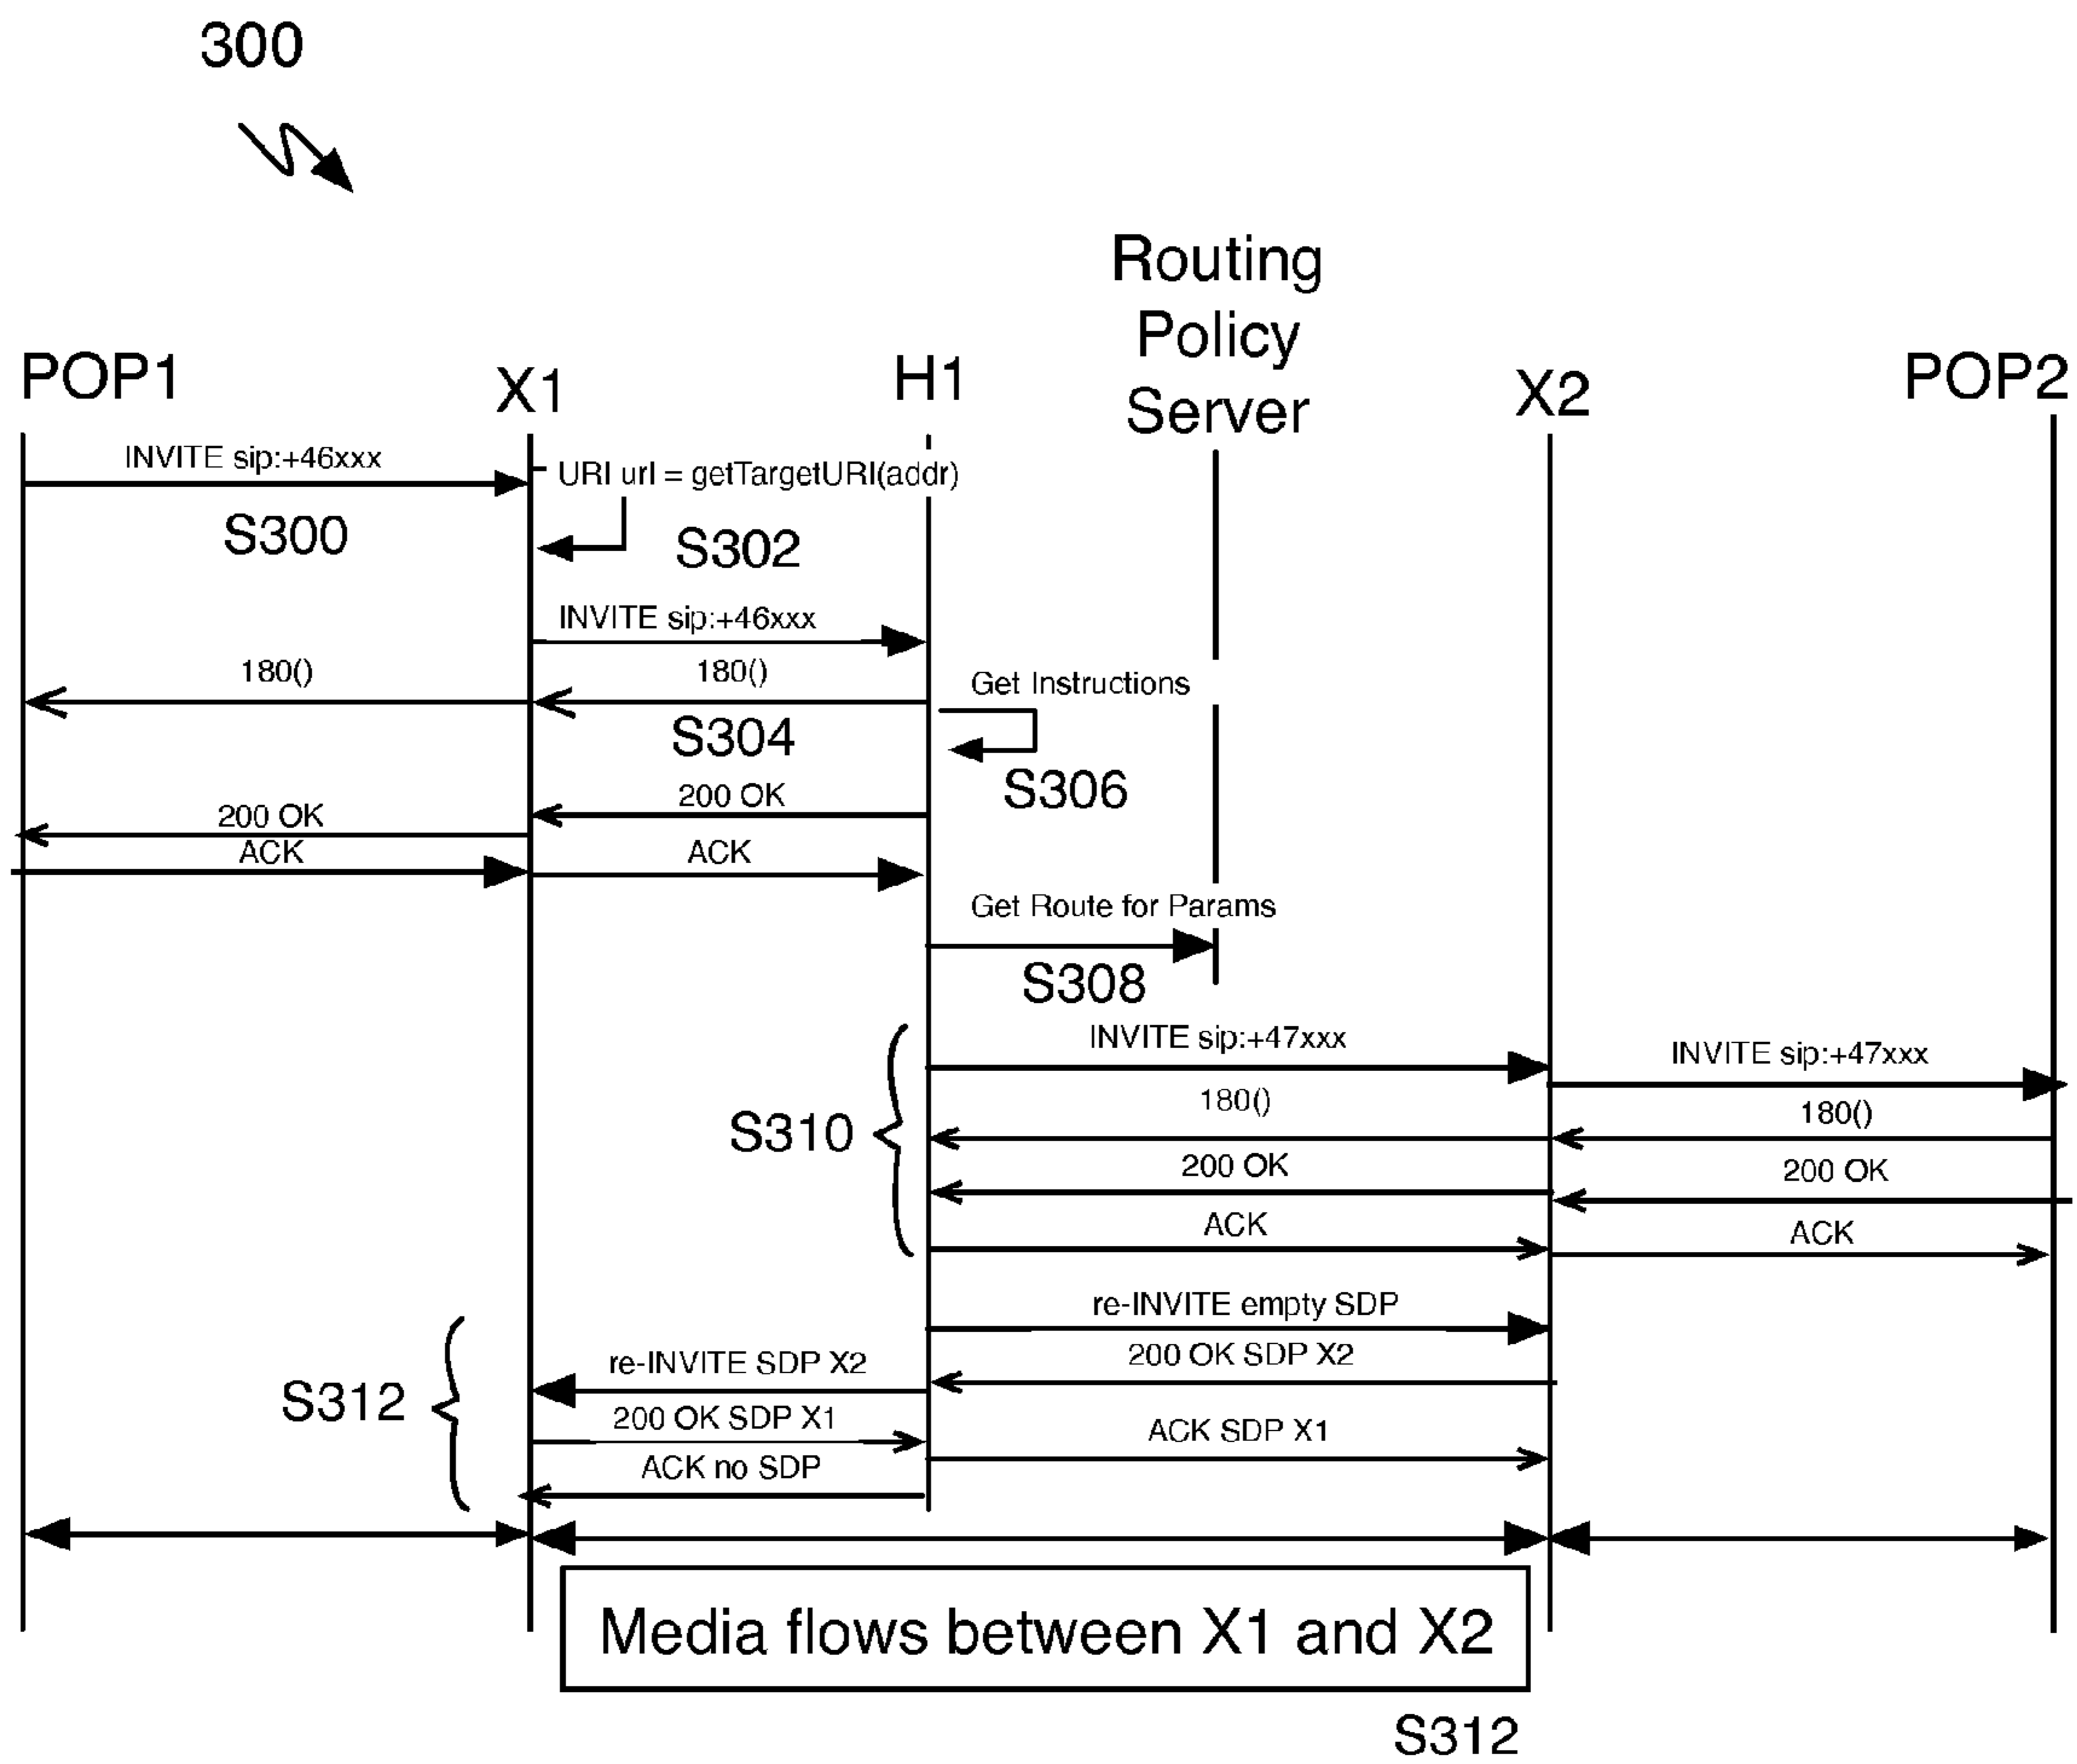 300
Routing
Policy
Server
POP1
X1
H1
X2
POP2
INVITE sip:+46xxx
URI url = getTargetURI(addr)
S300
S302
INVITE sip:+46xxx
180()
180()
Get Instructions
S304
S306
200 OK
200 OK
ACK
ACK
Get Route for Params
S308
INVITE sip:+47xxx
INVITE sip:+47xxx
180()
180()
S310
200 OK
200 OK
ACK
ACK
re-INVITE empty SDP
200 OK SDP X2
re-INVITE SDP X2
S312
200 OK SDP X1
ACK SDP X1
ACK no SDP
Media flows between X1 and X2
S312